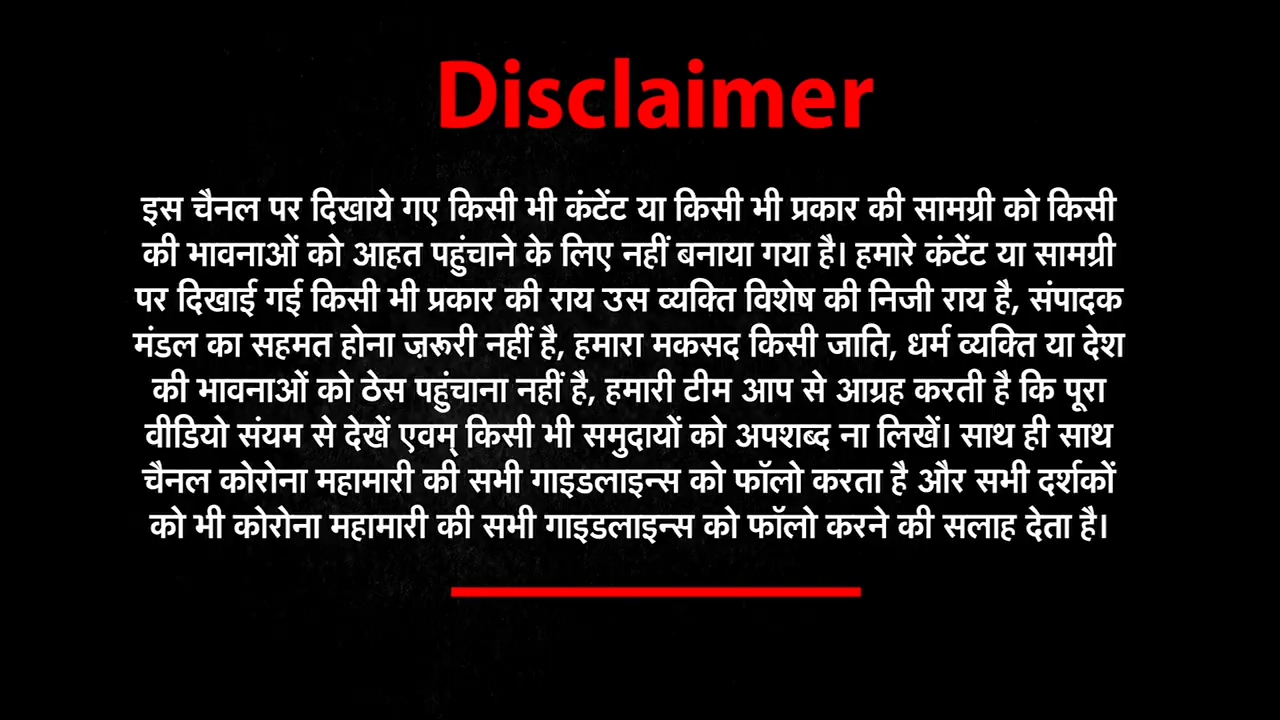 Disclaimer
इस चैनल पर दिखाये गए किसी भी कंटेंट या किसी भी प्रकार की सामग्री को किसी
की भावनाओं को आहत पहुंचाने के लिए नहीं बनाया गया है। हमारे कंटेंट या सामग्री
पर दिखाई गई किसी भी प्रकार की राय उस व्यक्ति विशेष की निजी राय है, संपादक
मंडल का सहमत होना ज़रूरी नहीं है, हमारा मकसद किसी जाति, धर्म व्यक्ति या देश
की भावनाओं को ठेस पहुंचाना नहीं है, हमारी टीम आप से आग्रह करती है कि पूरा
वीडियो संयम से देखें एवम् किसी भी समुदायों को अपशब्द ना लिखें। साथ ही साथ
चैनल कोरोना महामारी की सभी गाइडलाइन्स को फॉलो करता है और सभी दर्शकों
को भी कोरोना महामारी की सभी गाइडलाइन्स को फॉलो करने की सलाह देता है।